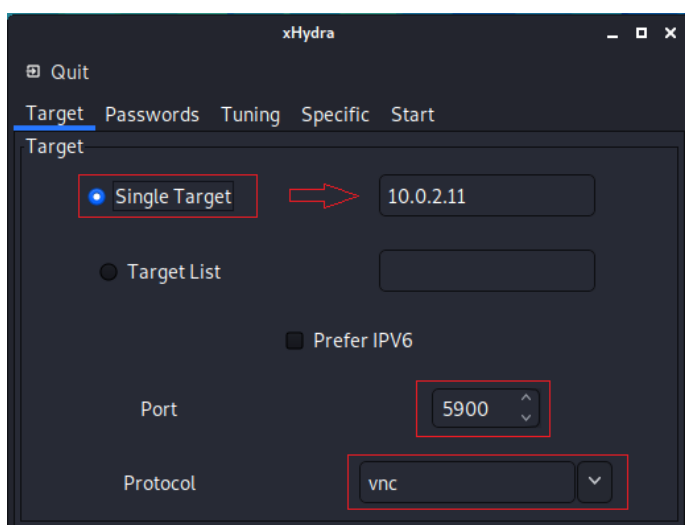 xHydra
Quit
Target Passwords Tuning Specific Start
Target
Single Target 10.0.2.11
Target List
Prefer IPV6
Port 5900
Protocol vnc